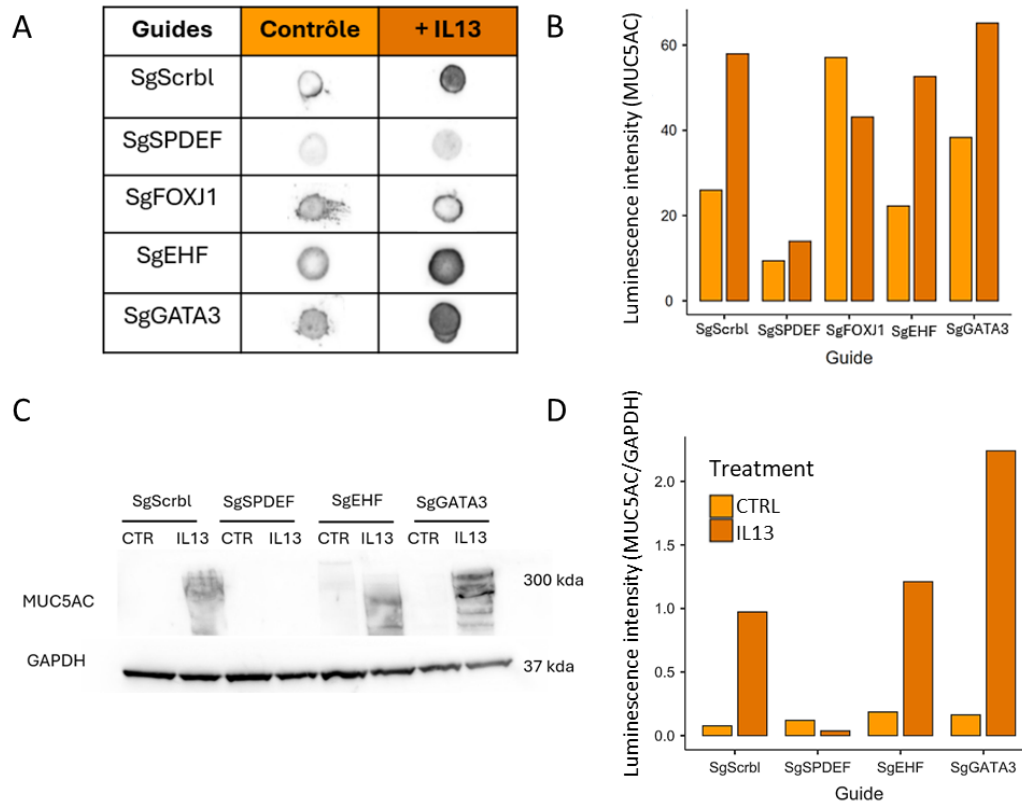 A
Guides Contrôle + IL13
SgScrbl
SgSPDEF
SgFOXJ1
SgEHF
SgGATA3
B
Luminescence intensity (MUC5AC)
60
40
20
0
SgScrbl SgSPDEF SgFOXJ1 SgEHF SgGATA3
Guide
C
SgScrbl SgSPDEF SgEHF SgGATA3
CTR IL13 CTR IL13 CTR IL13 CTR IL13
300 kda
MUC5AC
GAPDH
37 kda
D
Luminescence intensity (MUC5AC/GAPDH)
Treatment
CTRL
IL13
2.0
1.5
1.0
0.5
0.0
SgScrbl SgSPDEF SgEHF SgGATA3
Guide